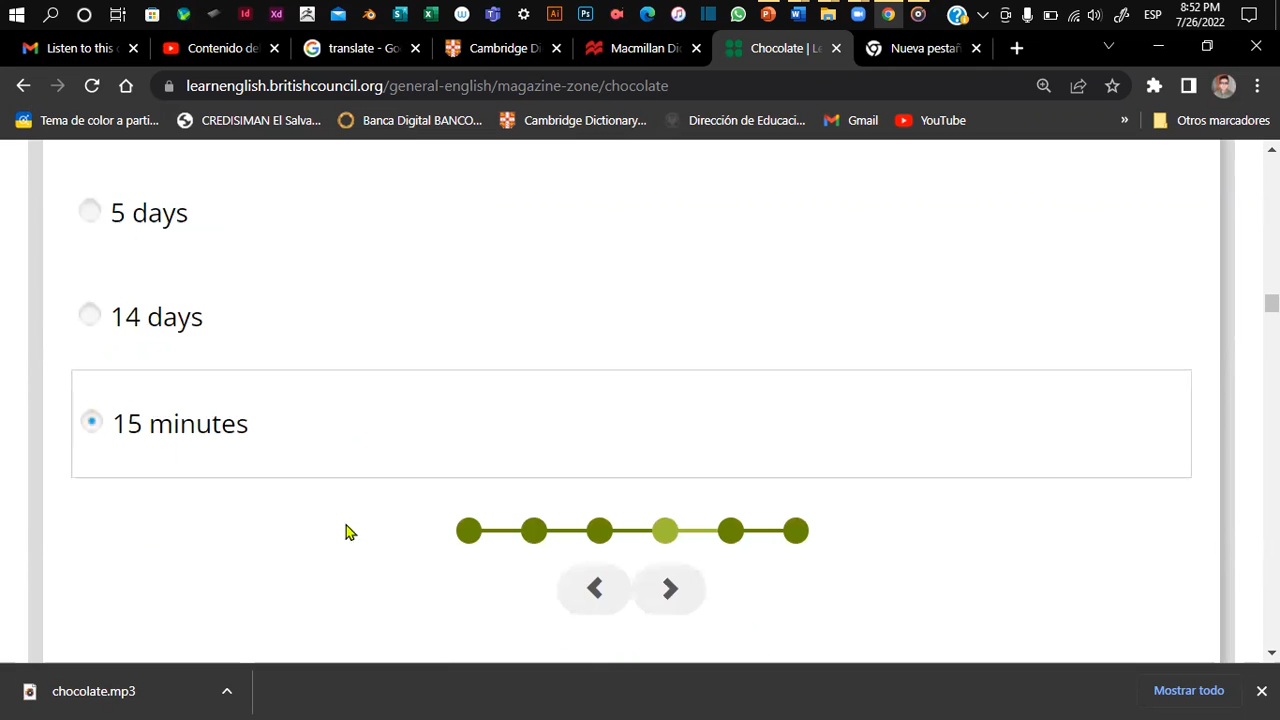 8:52 PM
ESP
7/26/2022
Listen to this
Contenido de
translate - Go
Cambridge Di
Macmillan Dic
Chocolate | Le
Nueva pestañ
learnenglish.britishcouncil.org/general-english/magazine-zone/chocolate
Tema de color a parti...
CREDISIMAN El Salva...
Banca Digital BANCO...
Cambridge Dictionary...
Dirección de Educaci...
Gmail
YouTube
»
Otros marcadores
5 days
14 days
15 minutes
chocolate.mp3
Mostrar todo